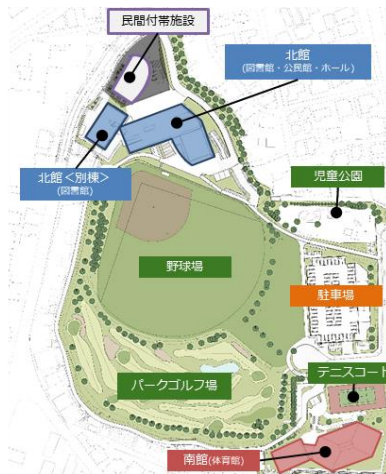 民間付帯施設
北館
(図書館・公民館・ホール)
北館＜別棟＞
(図書館)
児童公園
野球場
駐車場
パークゴルフ場
テニスコート
南館(体育館)